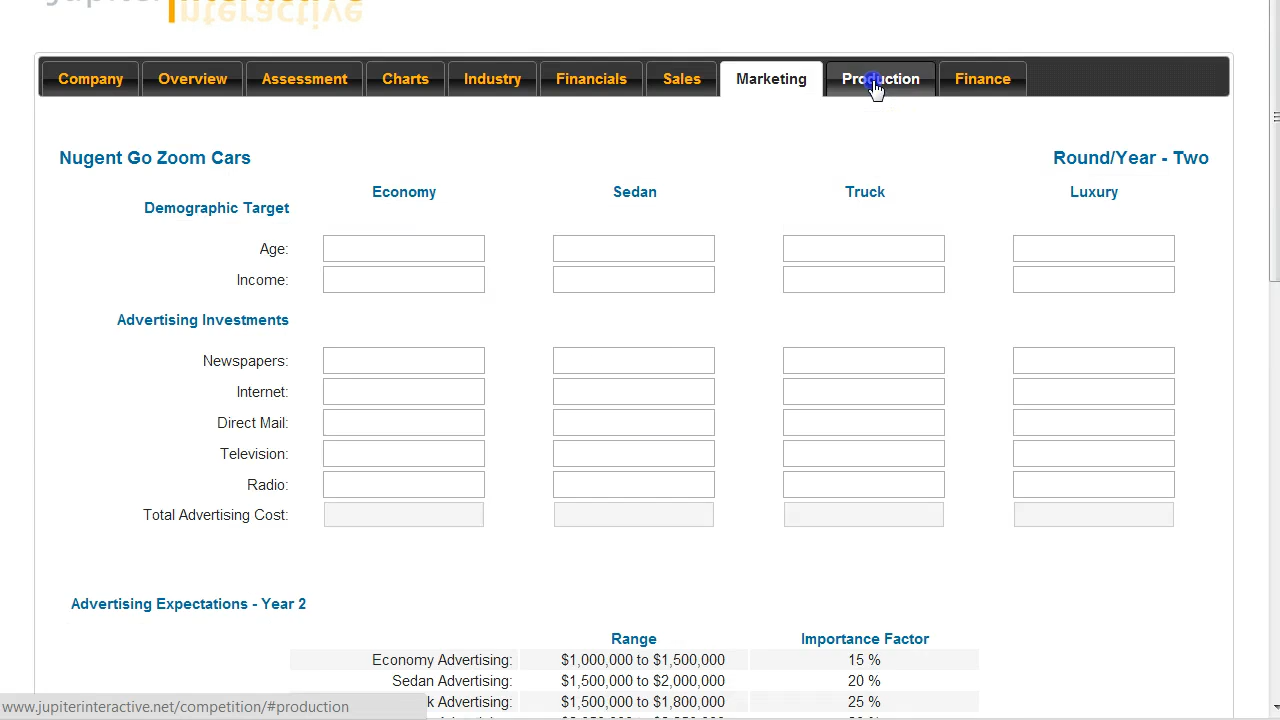 jupiter interactive
Company Overview Assessment Charts Industry Financials Sales Marketing Production Finance
Nugent Go Zoom Cars Round/Year - Two
Economy Sedan Truck Luxury
Demographic Target
Age:
Income:
Advertising Investments
Newspapers:
Internet:
Direct Mail:
Television:
Radio:
Total Advertising Cost:
Advertising Expectations - Year 2
Range Importance Factor
Economy Advertising: $1,000,000 to $1,500,000 15 %
Sedan Advertising: $1,500,000 to $2,000,000 20 %
k Advertising: $1,500,000 to $1,800,000 25 %
www.jupiterinteractive.net/competition/#production